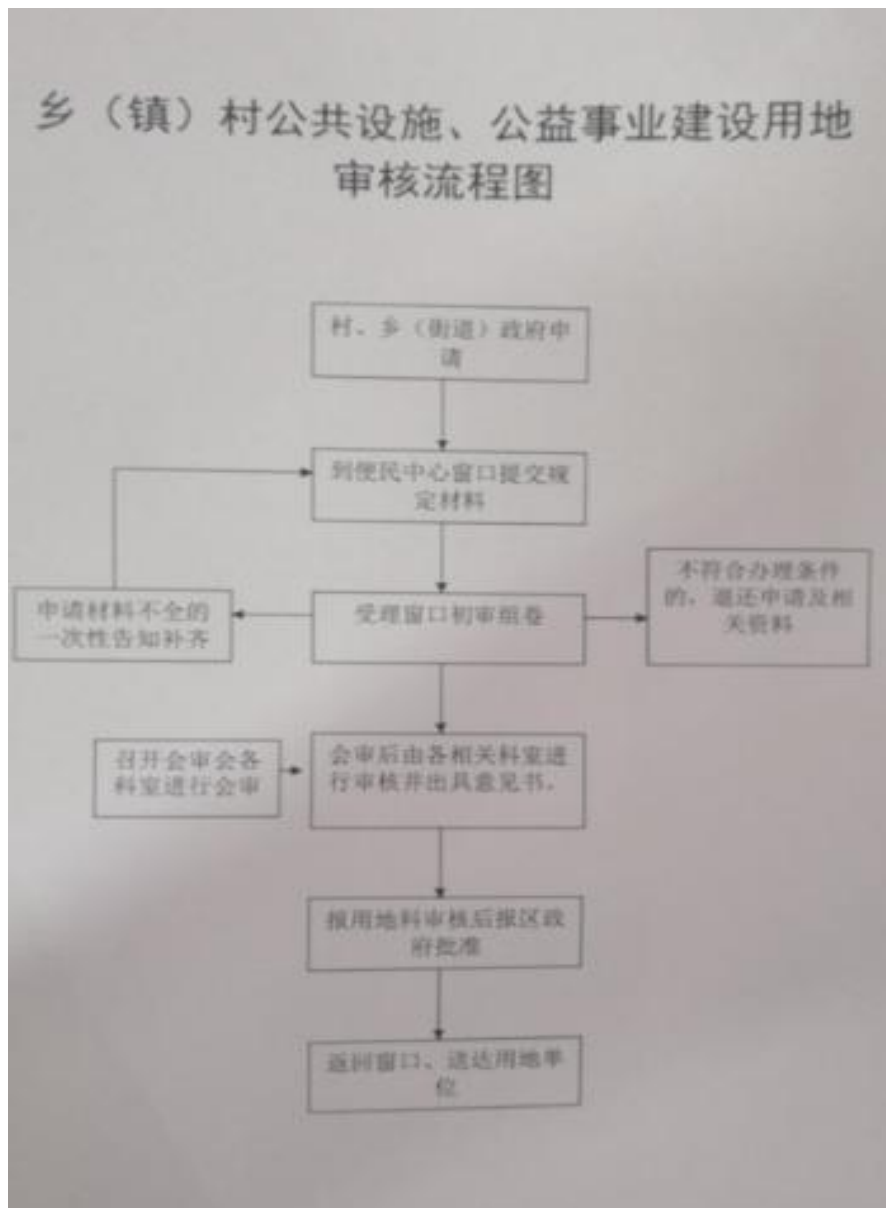 乡（镇）村公共设施、公益事业建设用地
审核流程图
村、乡（街道）政府申
请
到便民中心窗口提交规
定材料
申请材料不全的
一次性告知补齐
受理窗口初审组卷
不符合办理条件
的，退还申请及相
关资料
召开会审会各
科室进行会审
会审后由各相关科室进
行审核并出具意见书。
报用地科审核后报区政
府批准
返回窗口、送达用地单
位